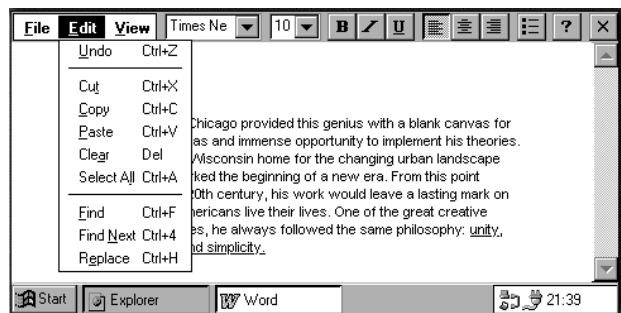 File Edit View Times Ne 10 B I U ?
Undo Ctrl+Z
Cut Ctrl+X
Copy Ctrl+C
Paste Ctrl+V
Clear Del
Select All Ctrl+A
Find Ctrl+F
Find Next Ctrl+4
Replace Ctrl+H
Chicago provided this genius with a blank canvas for
as and immense opportunity to implement his theories.
Wisconsin home for the changing urban landscape
rked the beginning of a new era. From this point
20th century, his work would leave a lasting mark on
mericans live their lives. One of the great creative
es, he always followed the same philosophy: unity,
nd simplicity.
Start Explorer Word 21:39